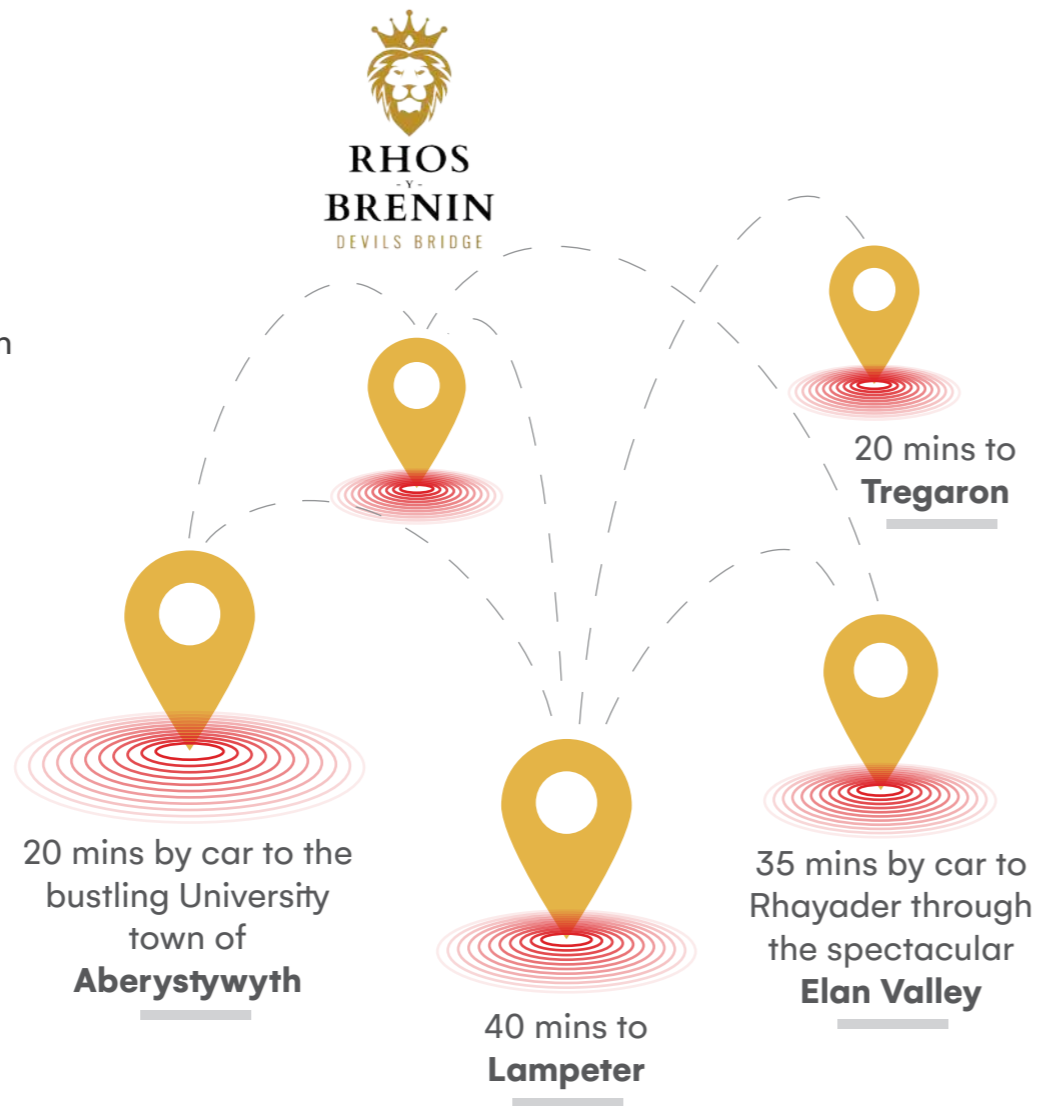 RHOS
- Y -
BRENIN
DEVILS BRIDGE
n
20 mins to
Tregaron
20 mins by car to the
bustling University
town of
Aberystywyth
35 mins by car to
Rhayader through
the spectacular
Elan Valley
40 mins to
Lampeter